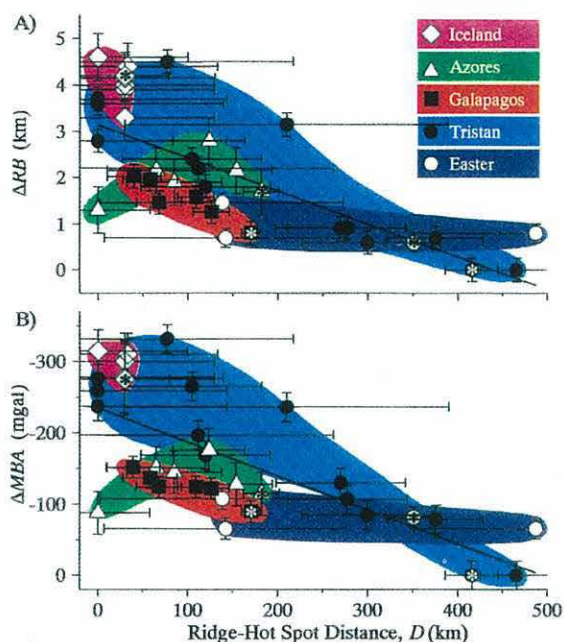 A)
5
4
3
2
1
0
ΔRB (km)
Iceland
Azores
Galapagos
Tristan
Easter
B)
-300
-200
-100
0
ΔMBA (mgal)
0 100 200 300 400 500
Ridge-Hot Spot Distance, D (km)